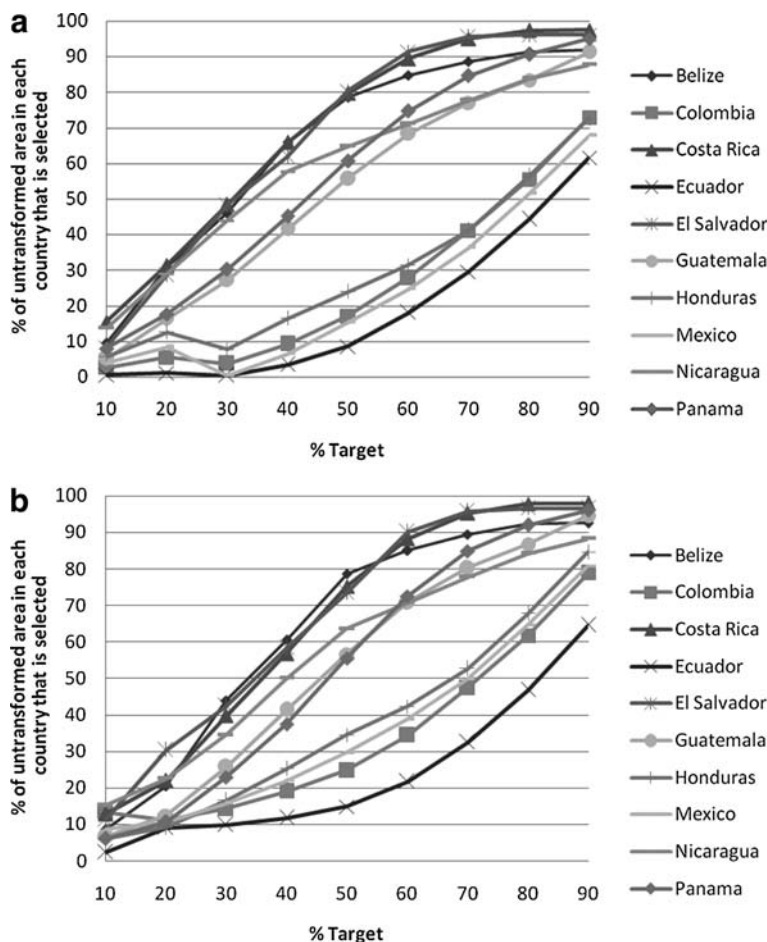 a
% of untransformed area in each
country that is selected
100
90
80
70
60
50
40
30
20
10
0
10 20 30 40 50 60 70 80 90
% Target
Belize
Colombia
Costa Rica
Ecuador
El Salvador
Guatemala
Honduras
Mexico
Nicaragua
Panama
b
% of untransformed area in each
country that is selected
100
90
80
70
60
50
40
30
20
10
0
10 20 30 40 50 60 70 80 90
% Target
Belize
Colombia
Costa Rica
Ecuador
El Salvador
Guatemala
Honduras
Mexico
Nicaragua
Panama